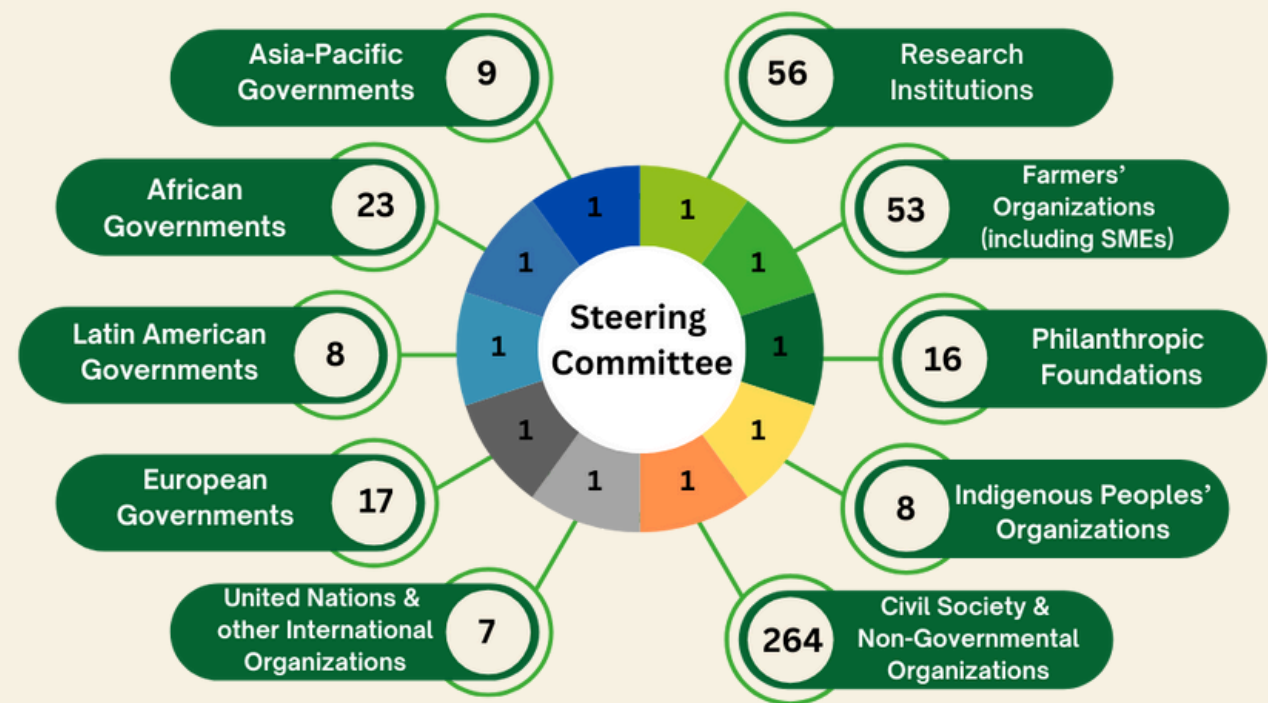 Asia-Pacific
Governments
9
African
Governments
23
Latin American
Governments
8
European
Governments
17
United Nations &
other International
Organizations
7
1
1
1
1
1
1
1
1
1
1
Steering
Committee
56
Research
Institutions
53
Farmers’
Organizations
(including SMEs)
16
Philanthropic
Foundations
8
Indigenous Peoples’
Organizations
264
Civil Society &
Non-Governmental
Organizations